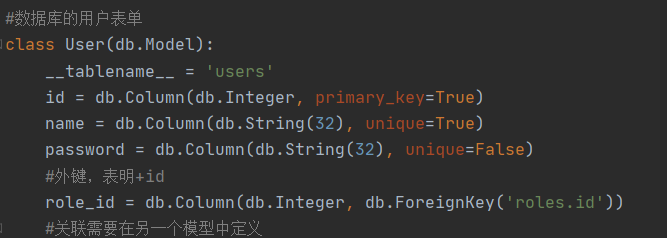 #数据库的用户表单
class User(db.Model):
    __tablename__ = 'users'
    id = db.Column(db.Integer, primary_key=True)
    name = db.Column(db.String(32), unique=True)
    password = db.Column(db.String(32), unique=False)
    #外键，表明+id
    role_id = db.Column(db.Integer, db.ForeignKey('roles.id'))
    #关联需要在另一个模型中定义